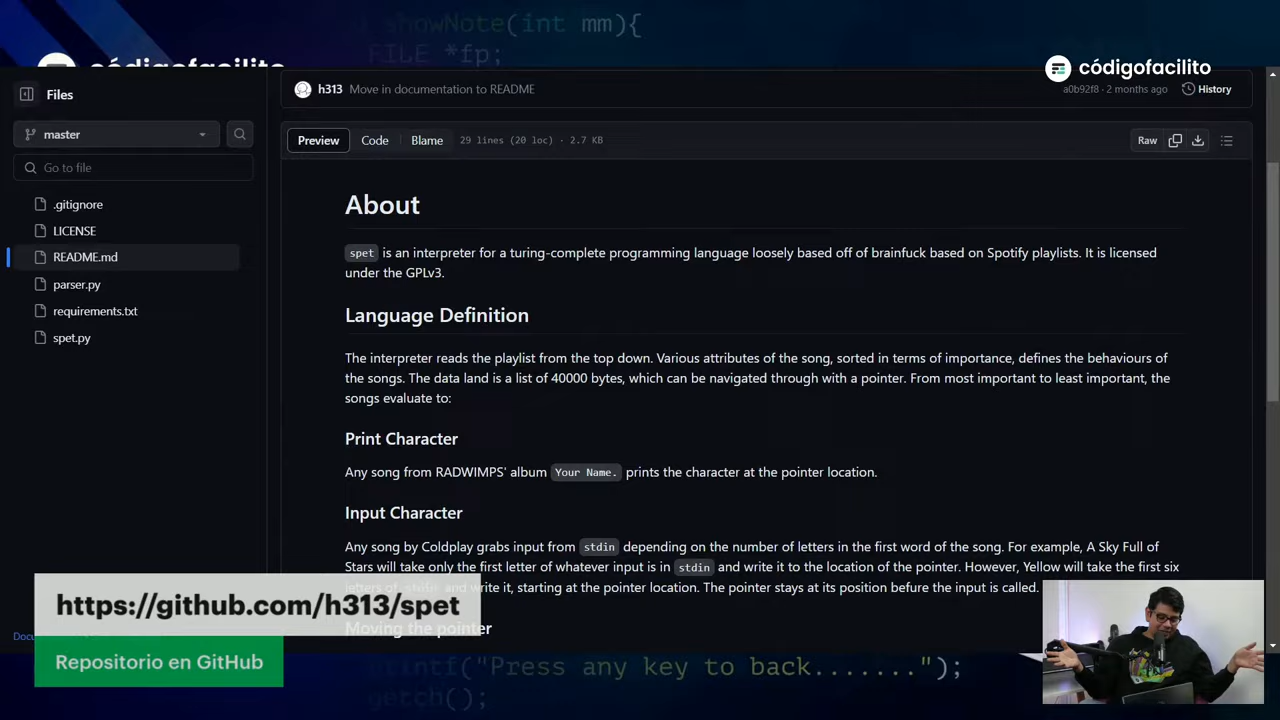 showNote(int mm){
FILE *fp;
códigofacilito
códigofacilito
Files
h313 Move in documentation to README
a0b92f8 · 2 months ago History
master
Preview Code Blame 29 lines (20 loc) · 2.7 KB
Raw
Go to file
.gitignore
LICENSE
README.md
parser.py
requirements.txt
spet.py
About
spet is an interpreter for a turing-complete programming language loosely based off of brainfuck based on Spotify playlists. It is licensed
under the GPLv3.
Language Definition
The interpreter reads the playlist from the top down. Various attributes of the song, sorted in terms of importance, defines the behaviours of
the songs. The data land is a list of 40000 bytes, which can be navigated through with a pointer. From most important to least important, the
songs evaluate to:
Print Character
Any song from RADWIMPS' album Your Name. prints the character at the pointer location.
Input Character
Any song by Coldplay grabs input from stdin depending on the number of letters in the first word of the song. For example, A Sky Full of
Stars will take only the first letter of whatever input is in stdin and write it to the location of the pointer. However, Yellow will take the first six
letters of stdin and write it, starting at the pointer location. The pointer stays at its position befure the input is called.
Moving the pointer
https://github.com/h313/spet
Repositorio en GitHub
printf("Press any key to back.......");
getch();